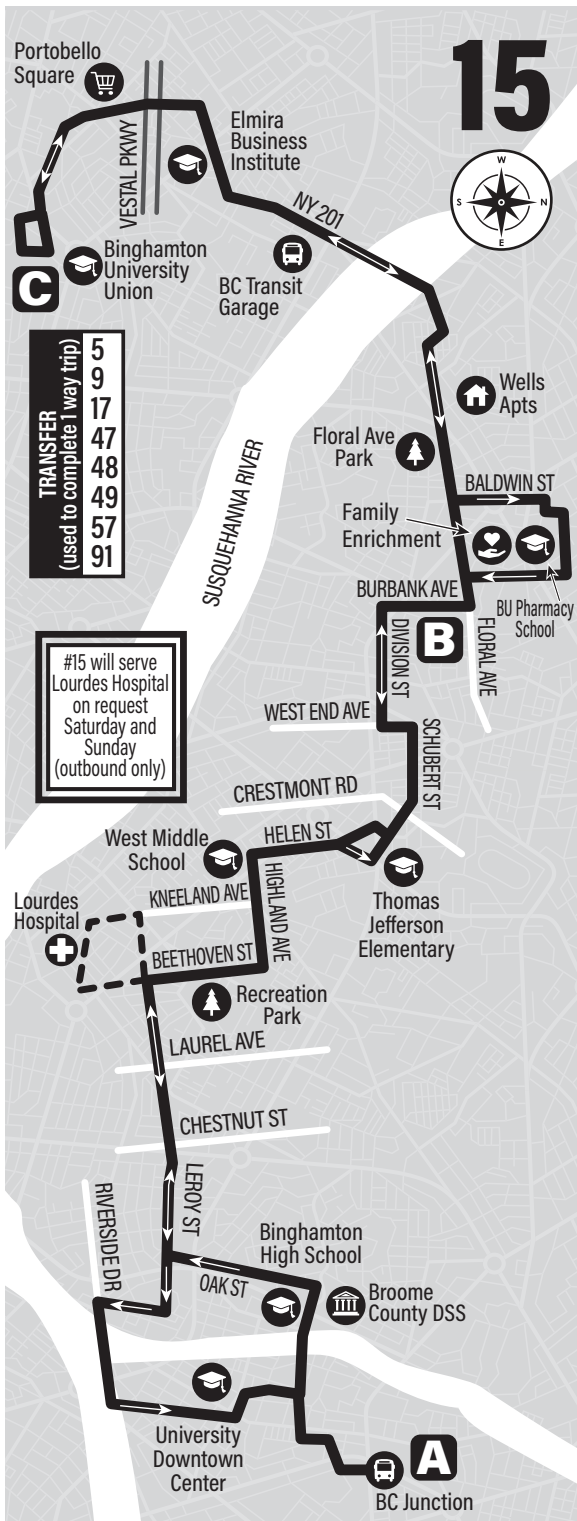 15
Portobello
Square
VESTAL PKWY
Elmira
Business
Institute
W
S
N
E
NY 201
C
Binghamton
University
Union
BC Transit
Garage
TRANSFER
(used to complete 1 way trip)
5
9
17
47
48
49
57
91
Wells
Apts
Floral Ave
Park
SUSQUEHANNA RIVER
BALDWIN ST
Family
Enrichment
BU Pharmacy
School
BURBANK AVE
B
DIVISION ST
FLORAL AVE
#15 will serve
Lourdes Hospital
on request
Saturday and
Sunday
(outbound only)
WEST END AVE
SCHUBERT ST
CRESTMONT RD
HELEN ST
West Middle
School
Thomas
Jefferson
Elementary
KNEELAND AVE
HIGHLAND AVE
Lourdes
Hospital
BEETHOVEN ST
Recreation
Park
LAUREL AVE
CHESTNUT ST
LEROY ST
RIVERSIDE DR
Binghamton
High School
OAK ST
Broome
County DSS
University
Downtown
Center
A
BC Junction